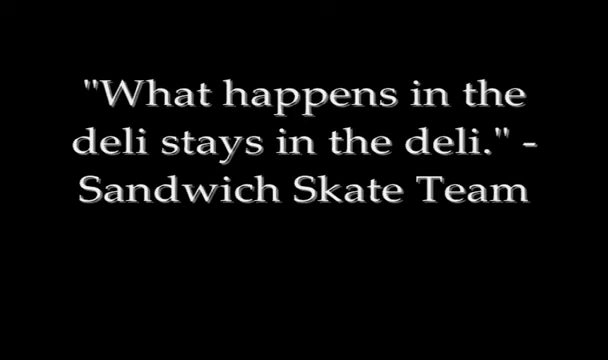 "What happens in the
deli stays in the deli." -
Sandwich Skate Team